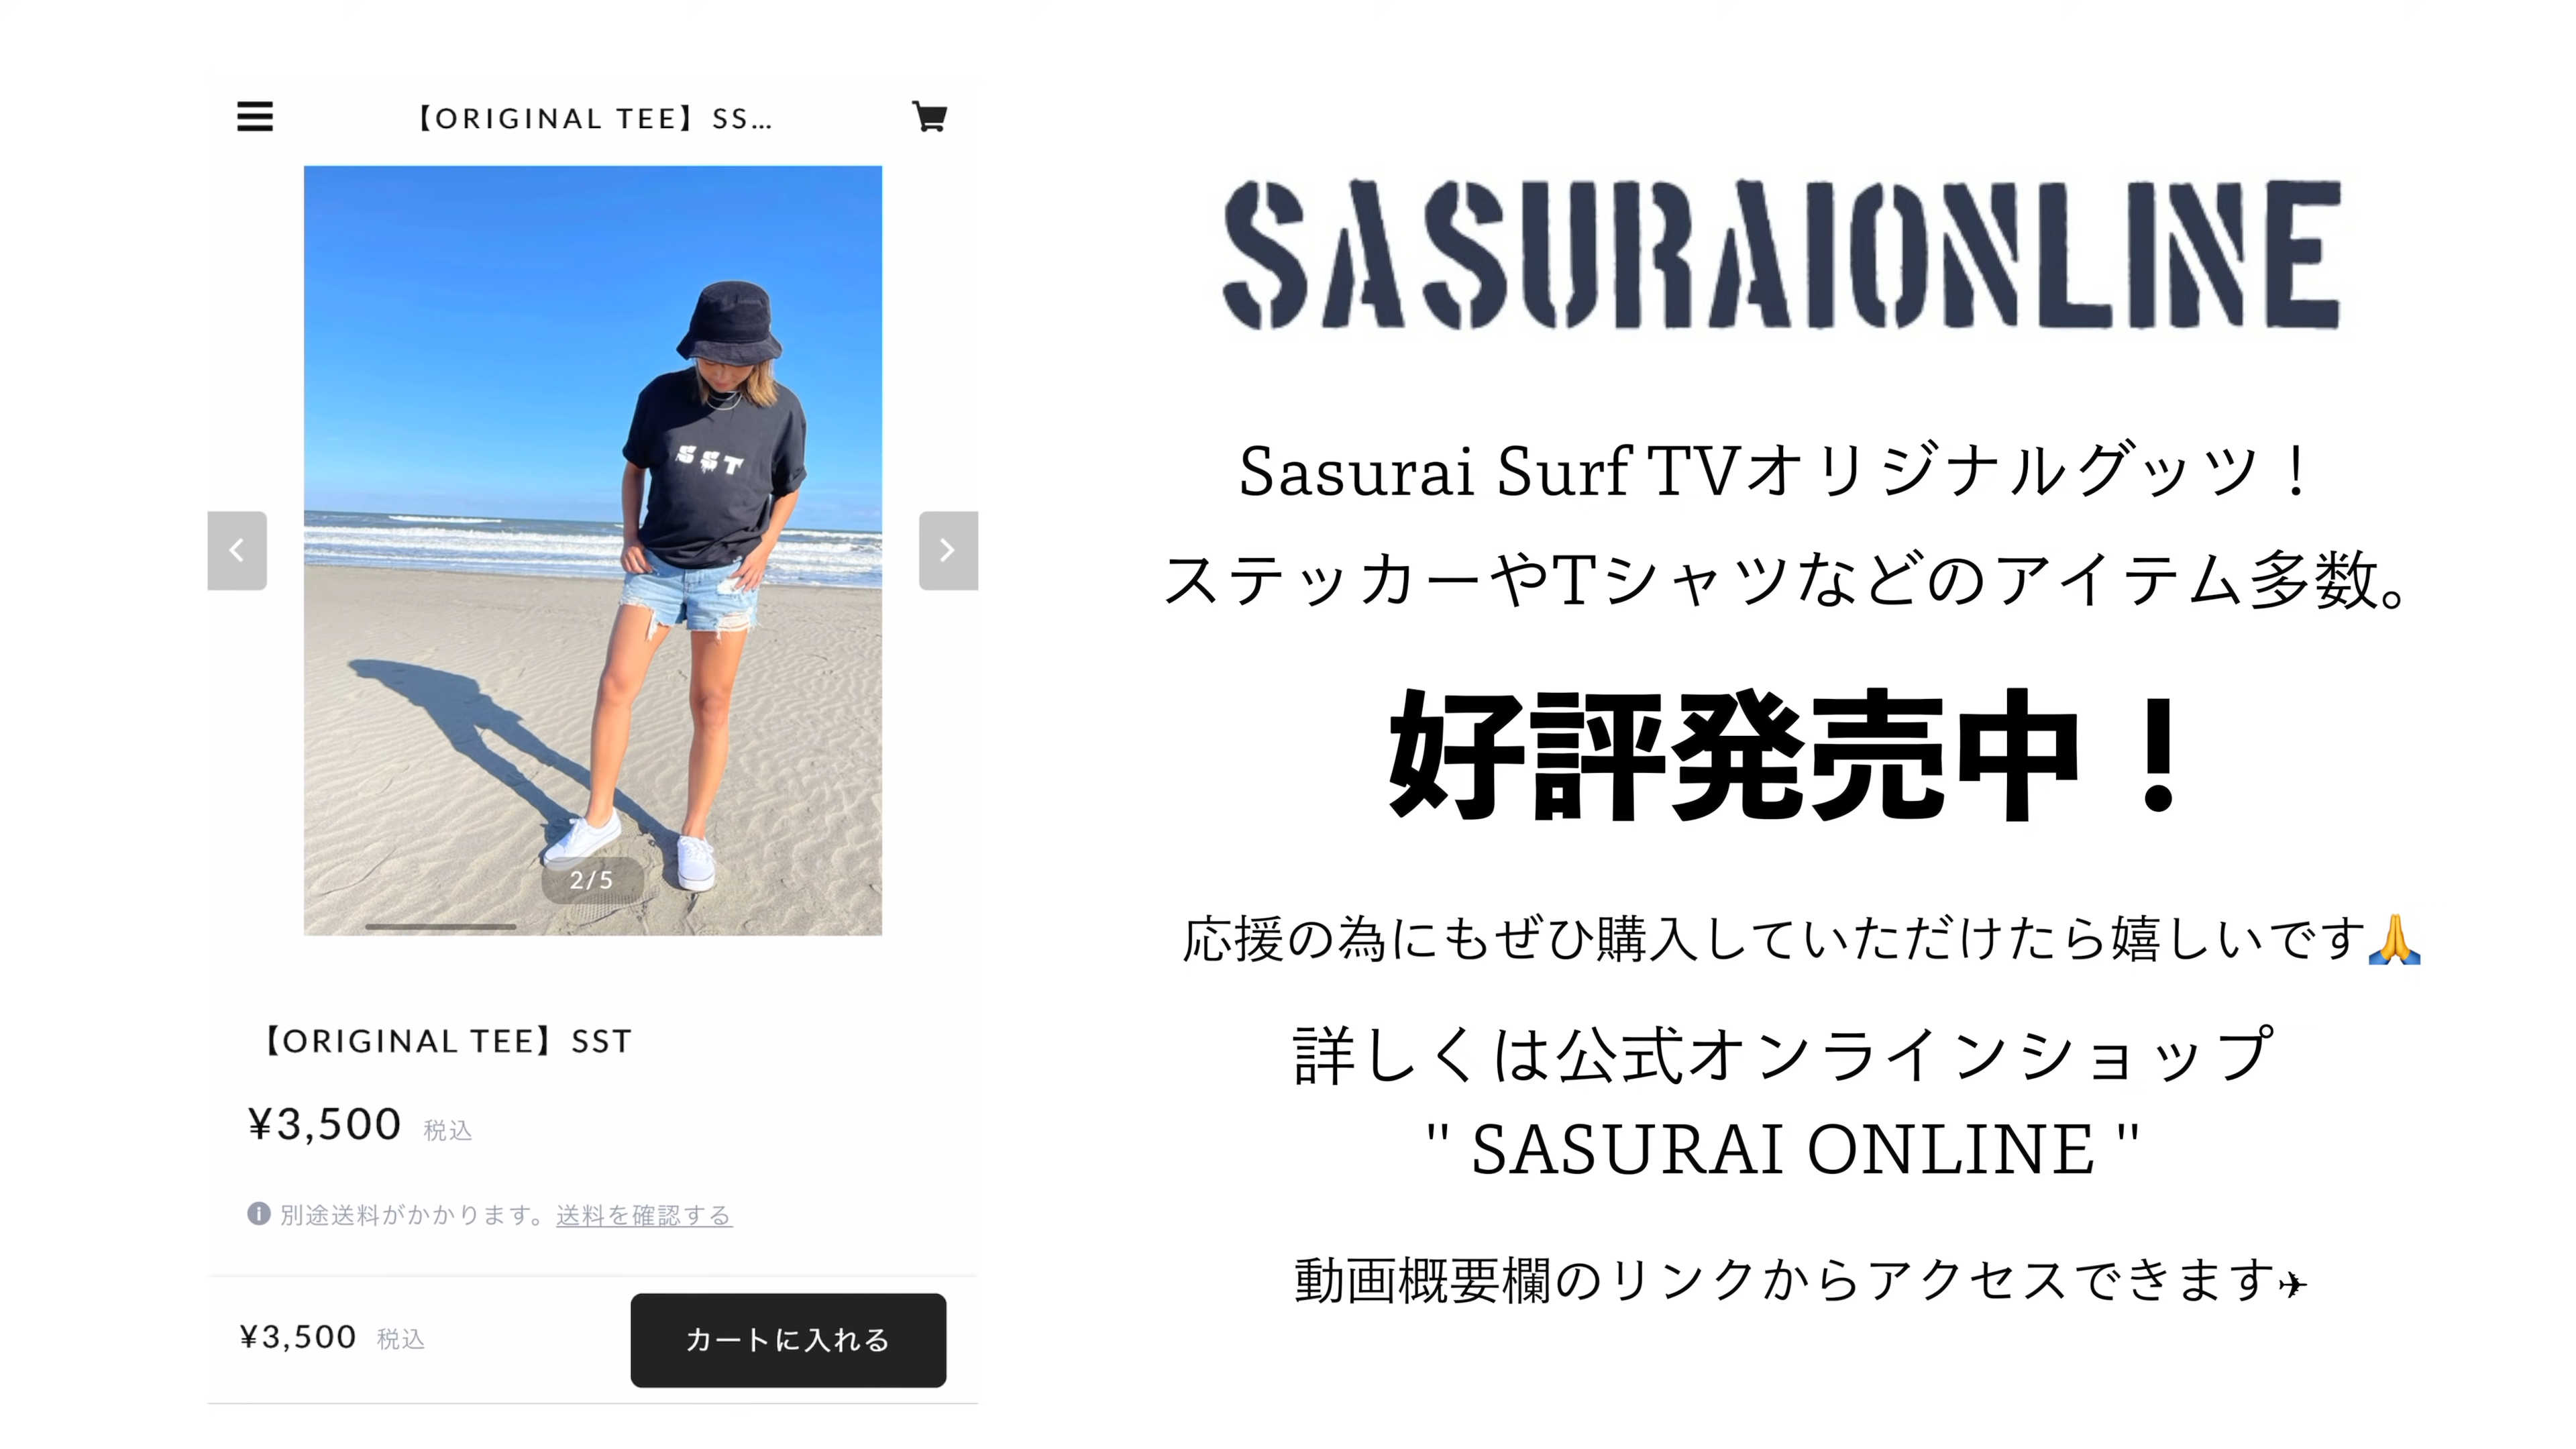 【ORIGINAL TEE】SS...
SST
2/5
【ORIGINAL TEE】SST
¥3,500 税込
別途送料がかかります。送料を確認する
¥3,500 税込
カートに入れる
SASURAIONLINE
Sasurai Surf TVオリジナルグッツ！
ステッカーやTシャツなどのアイテム多数。
好評発売中！
応援の為にもぜひ購入していただけたら嬉しいです🙏
詳しくは公式オンラインショップ
" SASURAI ONLINE "
動画概要欄のリンクからアクセスできます✈